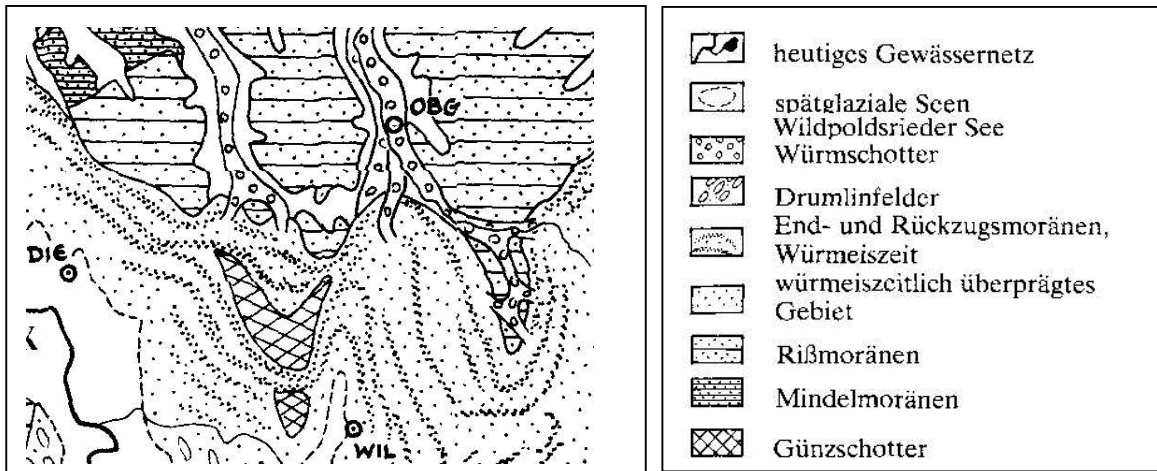 OBG
DIE
WIL
heutiges Gewässernetz
spätglaziale Seen
Wildpoldsrieder See
Würmschotter
Drumlinfelder
End- und Rückzugsmoränen,
Würmeiszeit
würmeiszeitlich überprägtes
Gebiet
Rißmoränen
Mindelmoränen
Günzschotter